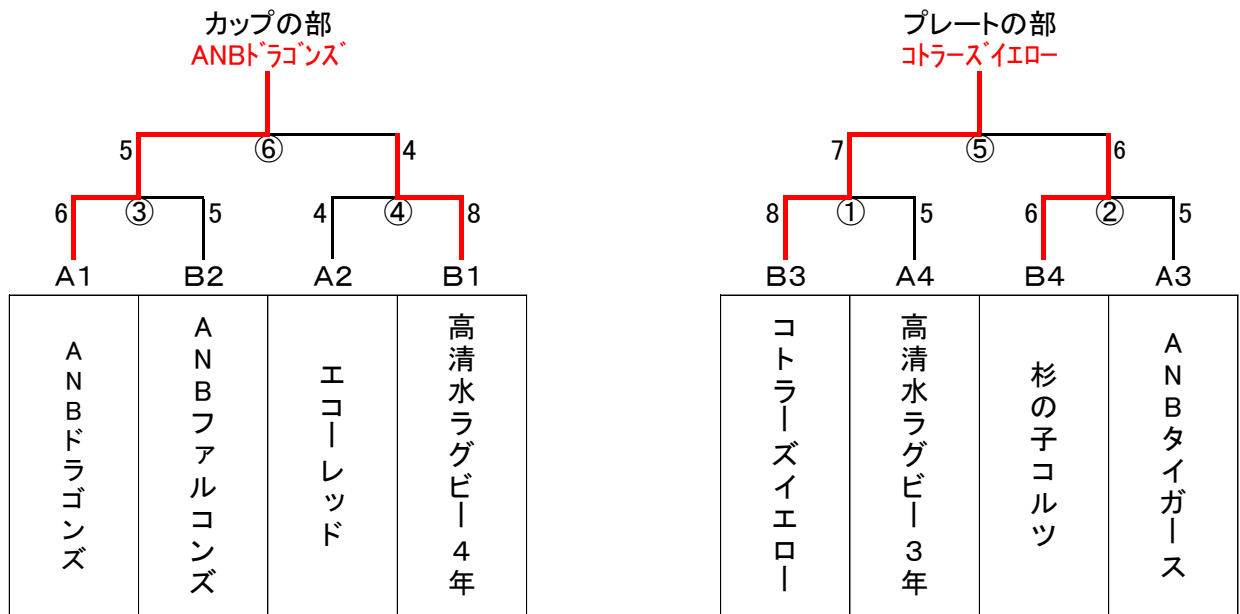 カップの部
ANBドラゴンズ
⑥
5
4
③
④
6
5
4
8
A1
B2
A2
B1
ANBドラゴンズ
ANBファルコンズ
エコーレッド
高清水ラグビー4年
プレートの部
コトラーズイエロー
⑤
7
6
①
②
8
5
6
5
B3
A4
B4
A3
コトラーズイエロー
高清水ラグビー3年
杉の子コルツ
ANBタイガース